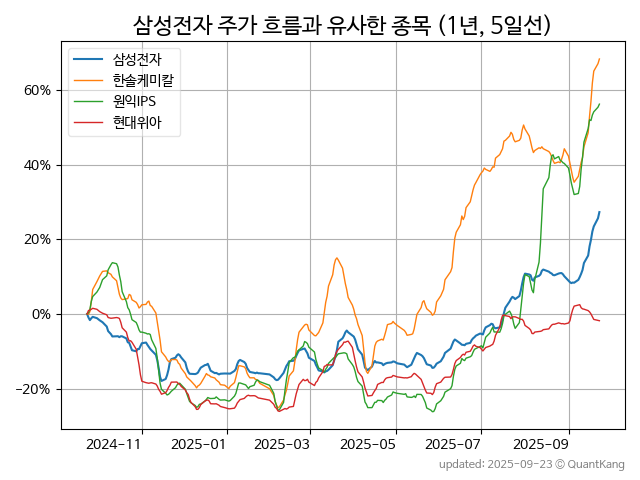 삼성전자 주가 흐름과 유사한 종목 (1년, 5일선)
삼성전자
한솔케미칼
원익IPS
현대위아
60%
40%
20%
0%
−20%
2024−11 2025−01 2025−03 2025−05 2025−07 2025−09
updated: 2025-09-23 © QuantKang